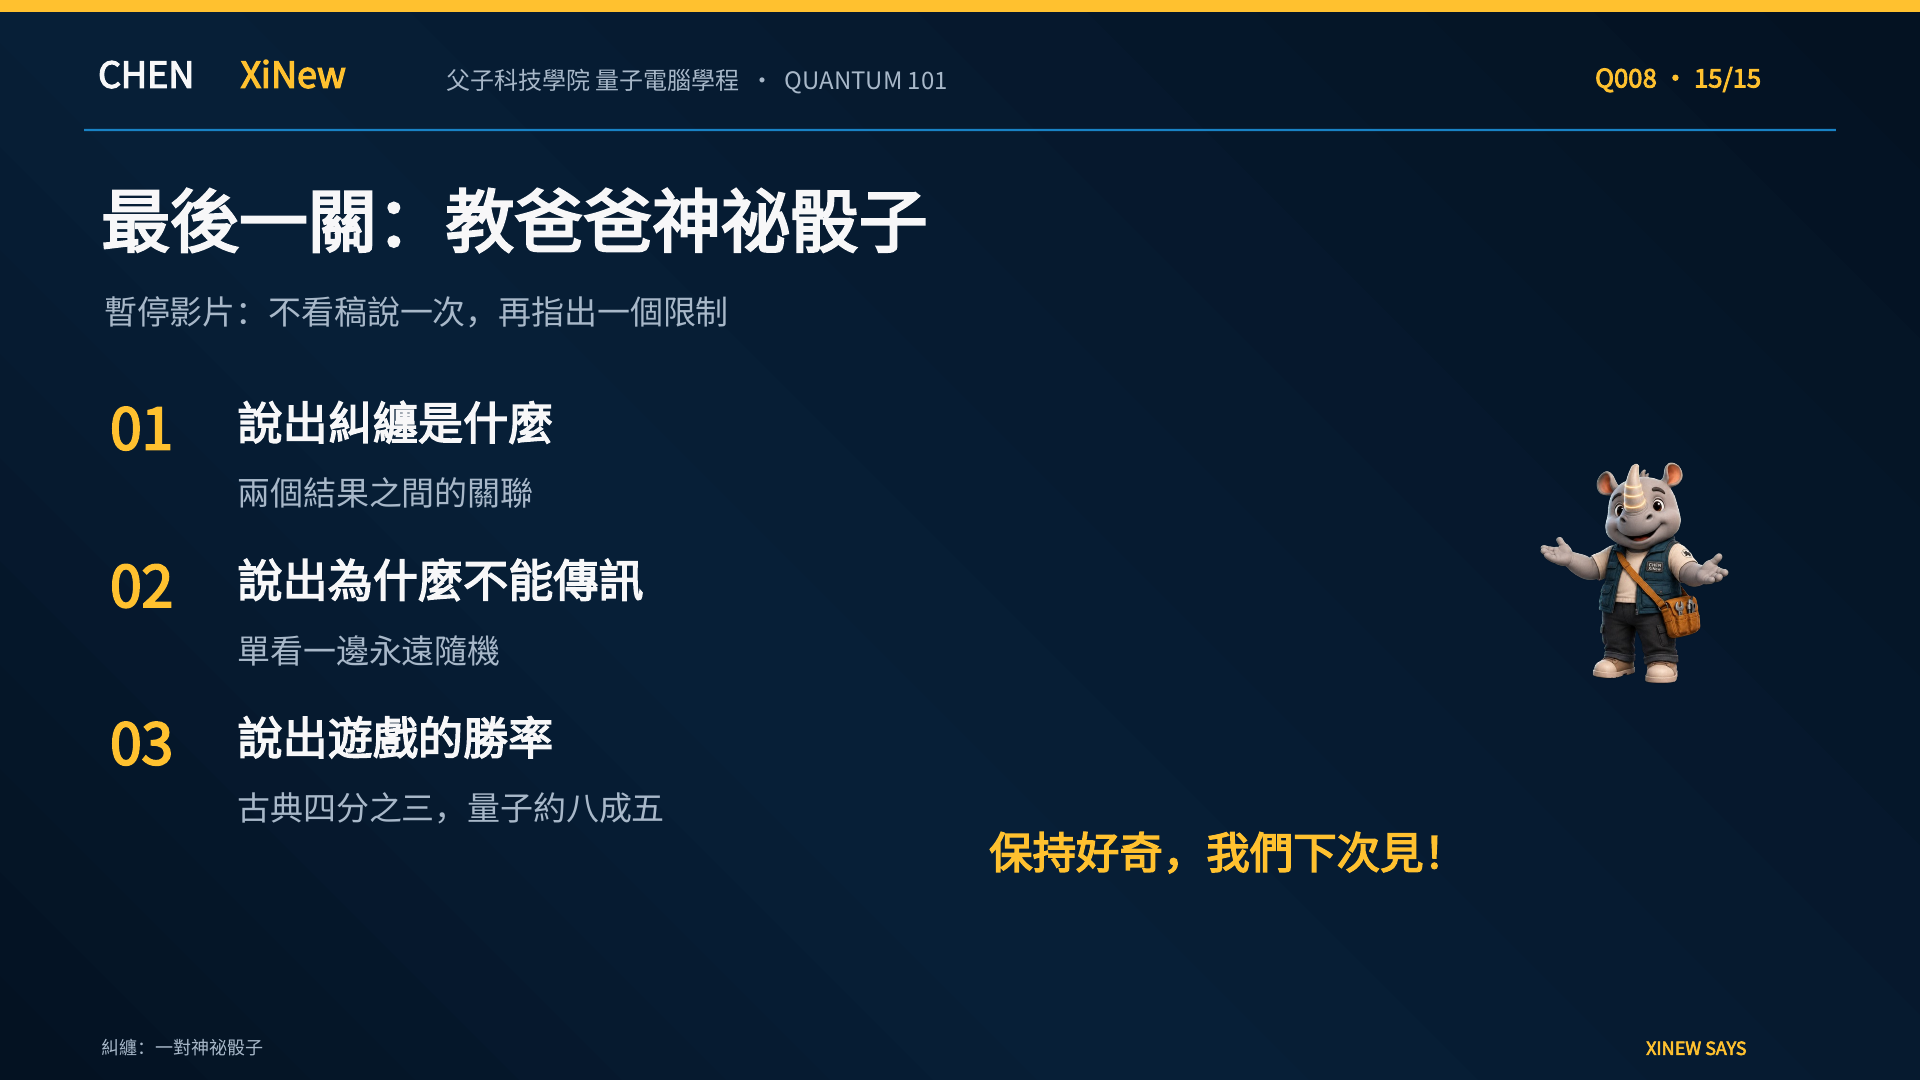 CHEN XiNew 父子科技學院 量子電腦學程 · QUANTUM 101 Q008 · 15/15
最後一關：教爸爸神祕骰子
暫停影片：不看稿說一次，再指出一個限制
01 說出糾纏是什麼
兩個結果之間的關聯
02 說出為什麼不能傳訊
單看一邊永遠隨機
03 說出遊戲的勝率
古典四分之三，量子約八成五
保持好奇，我們下次見！
糾纏：一對神祕骰子 XINEW SAYS